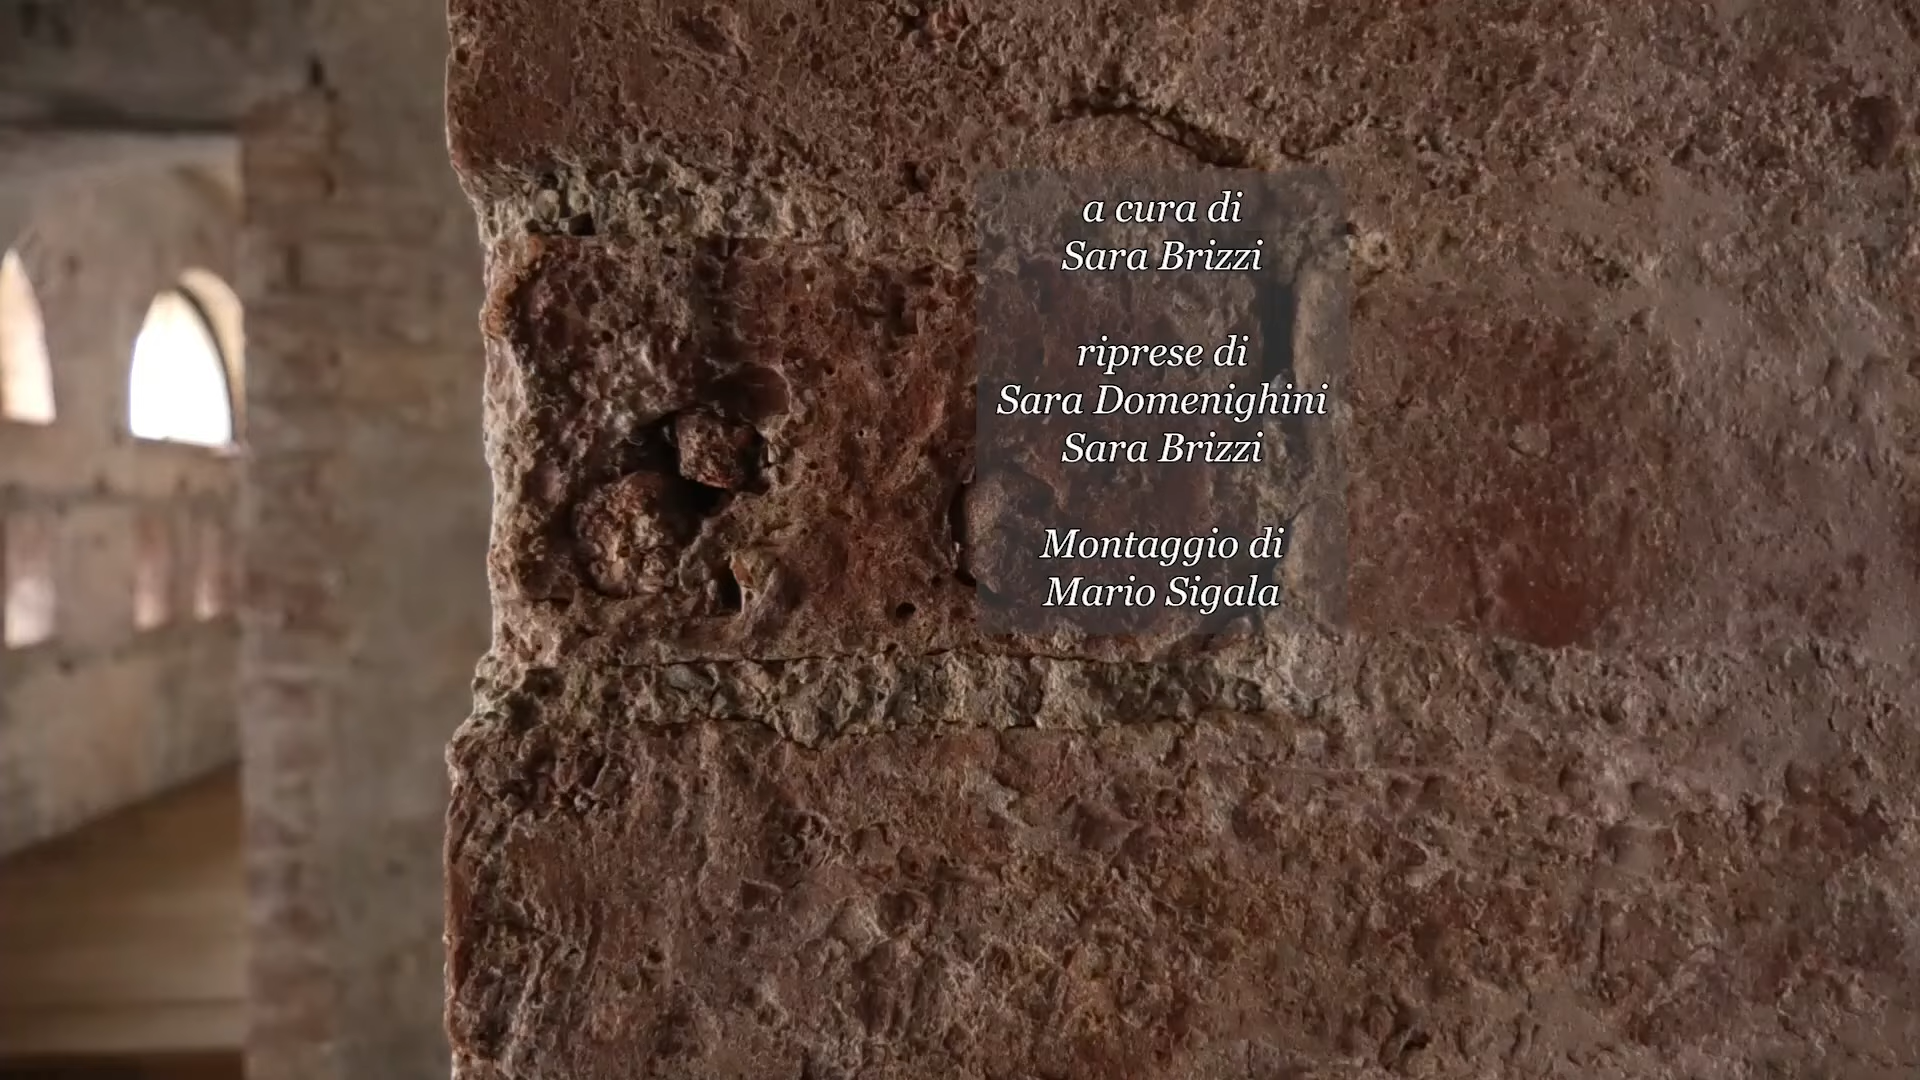 a cura di
Sara Brizzi
riprese di
Sara Domenighini
Sara Brizzi
Montaggio di
Mario Sigala